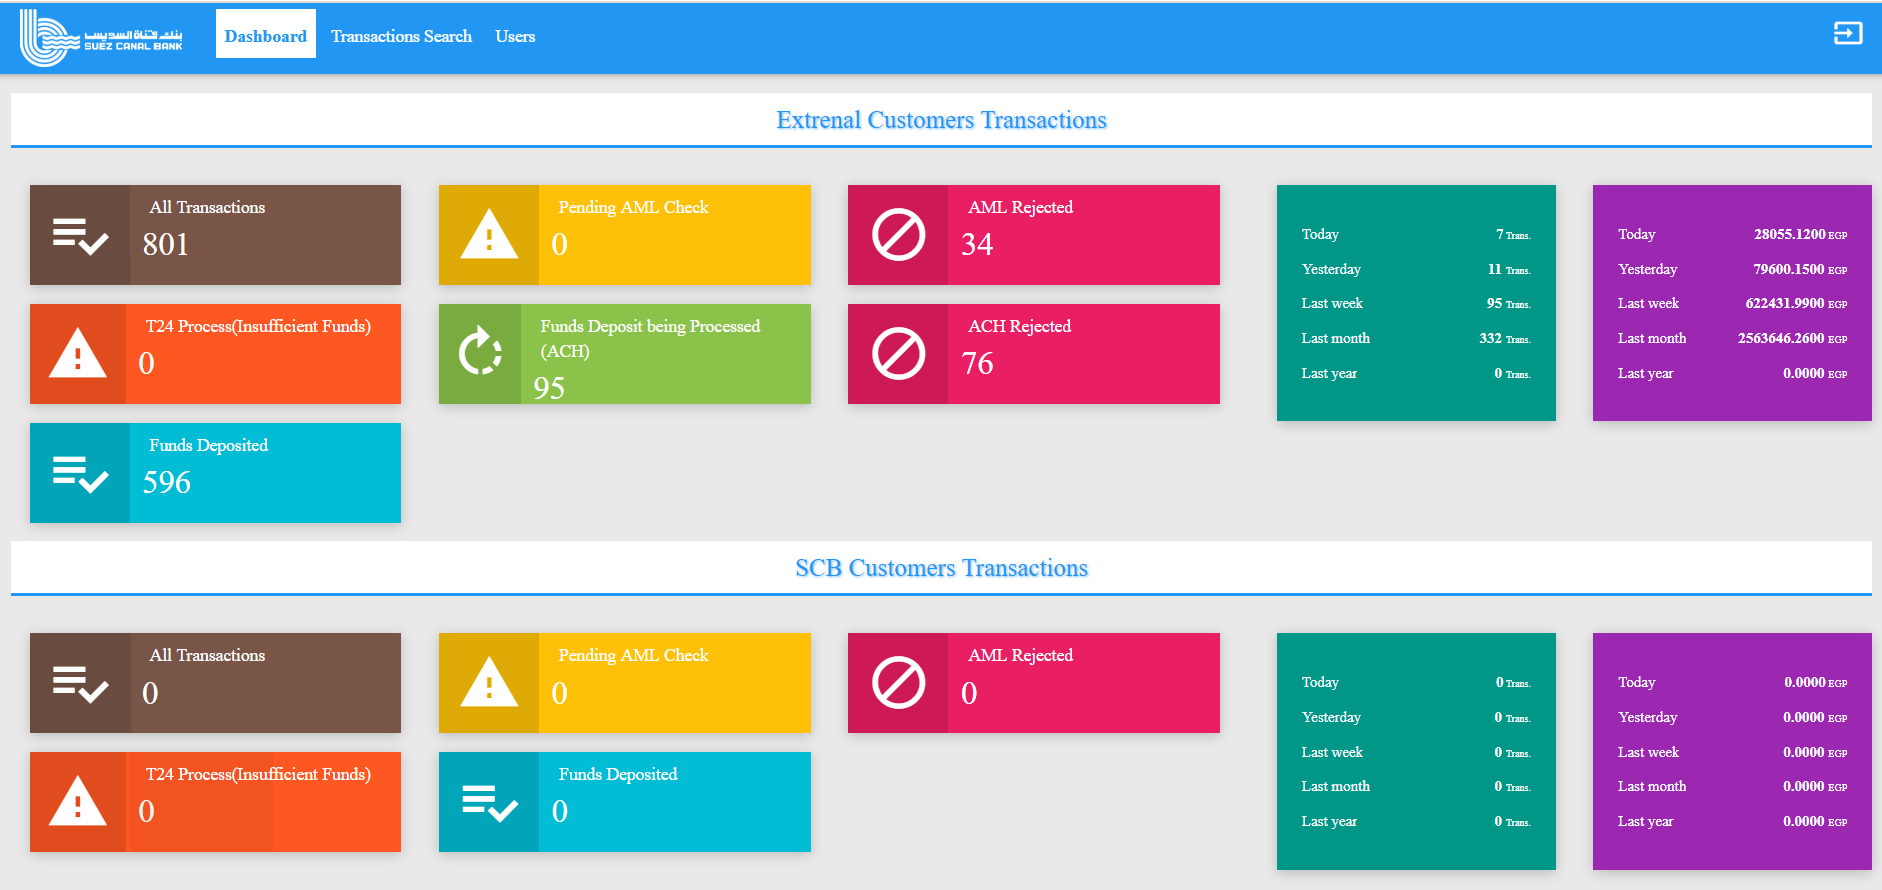 بنك قناة السويس
SUEZ CANAL BANK
Dashboard
Transactions Search
Users
Extrenal Customers Transactions
All Transactions
801
Pending AML Check
0
AML Rejected
34
T24 Process(Insufficient Funds)
0
Funds Deposit being Processed
(ACH)
95
ACH Rejected
76
Funds Deposited
596
Today 7 Trans.
Yesterday 11 Trans.
Last week 95 Trans.
Last month 332 Trans.
Last year 0 Trans.
Today 28055.1200 EGP
Yesterday 79600.1500 EGP
Last week 622431.9900 EGP
Last month 2563646.2600 EGP
Last year 0.0000 EGP
SCB Customers Transactions
All Transactions
0
Pending AML Check
0
AML Rejected
0
T24 Process(Insufficient Funds)
0
Funds Deposited
0
Today 0 Trans.
Yesterday 0 Trans.
Last week 0 Trans.
Last month 0 Trans.
Last year 0 Trans.
Today 0.0000 EGP
Yesterday 0.0000 EGP
Last week 0.0000 EGP
Last month 0.0000 EGP
Last year 0.0000 EGP